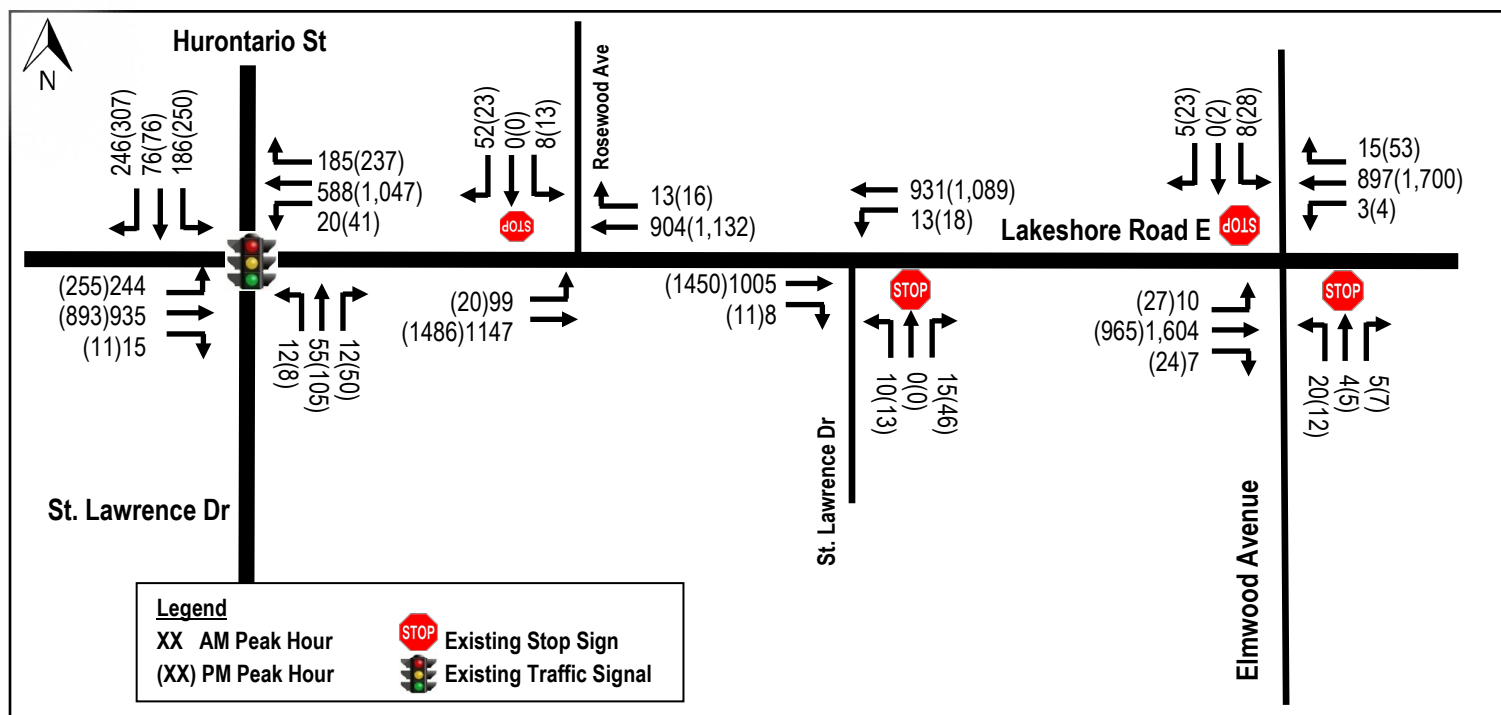 N
Hurontario St
246(307)
76(76)
186(250)
185(237)
588(1,047)
20(41)
(255)244
(893)935
(11)15
12(8)
55(105)
12(50)
St. Lawrence Dr
52(23)
0(0)
8(13)
STOP
Rosewood Ave
13(16)
904(1,132)
(20)99
(1486)1147
931(1,089)
13(18)
(1450)1005
(11)8
STOP
10(13)
0(0)
15(46)
St. Lawrence Dr
Lakeshore Road E
5(23)
0(2)
8(28)
STOP
15(53)
897(1,700)
3(4)
(27)10
(965)1,604
(24)7
STOP
20(12)
4(5)
5(7)
Elmwood Avenue
Legend
XX AM Peak Hour
STOP Existing Stop Sign
(XX) PM Peak Hour
Existing Traffic Signal